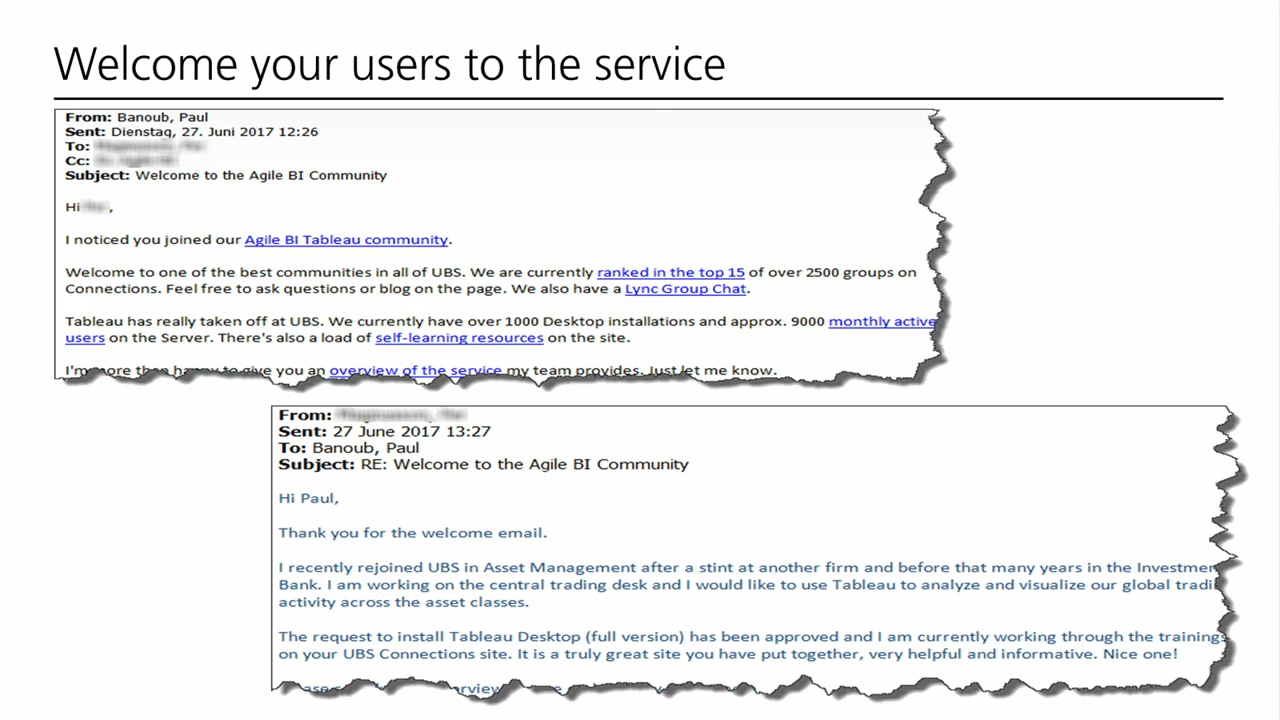 Welcome your users to the service
From: Banoub, Paul
Sent: Dienstag, 27. Juni 2017 12:26
To:
Cc:
Subject: Welcome to the Agile BI Community
Hi ,
I noticed you joined our Agile BI Tableau community.
Welcome to one of the best communities in all of UBS. We are currently ranked in the top 15 of over 2500 groups on
Connections. Feel free to ask questions or blog on the page. We also have a Lync Group Chat.
Tableau has really taken off at UBS. We currently have over 1000 Desktop installations and approx. 9000 monthly active
users on the Server. There's also a load of self-learning resources on the site.
I'm more than happy to give you an overview of the service my team provides. Just let me know.
From:
Sent: 27 June 2017 13:27
To: Banoub, Paul
Subject: RE: Welcome to the Agile BI Community
Hi Paul,
Thank you for the welcome email.
I recently rejoined UBS in Asset Management after a stint at another firm and before that many years in the
Bank. I am working on the central trading desk and I would like to use Tableau to analyze and visualize our global
activity across the asset classes.
The request to install Tableau Desktop (full version) has been approved and I am currently working through the trainings
on your UBS Connections site. It is a truly great site you have put together, very helpful and informative. Nice one!